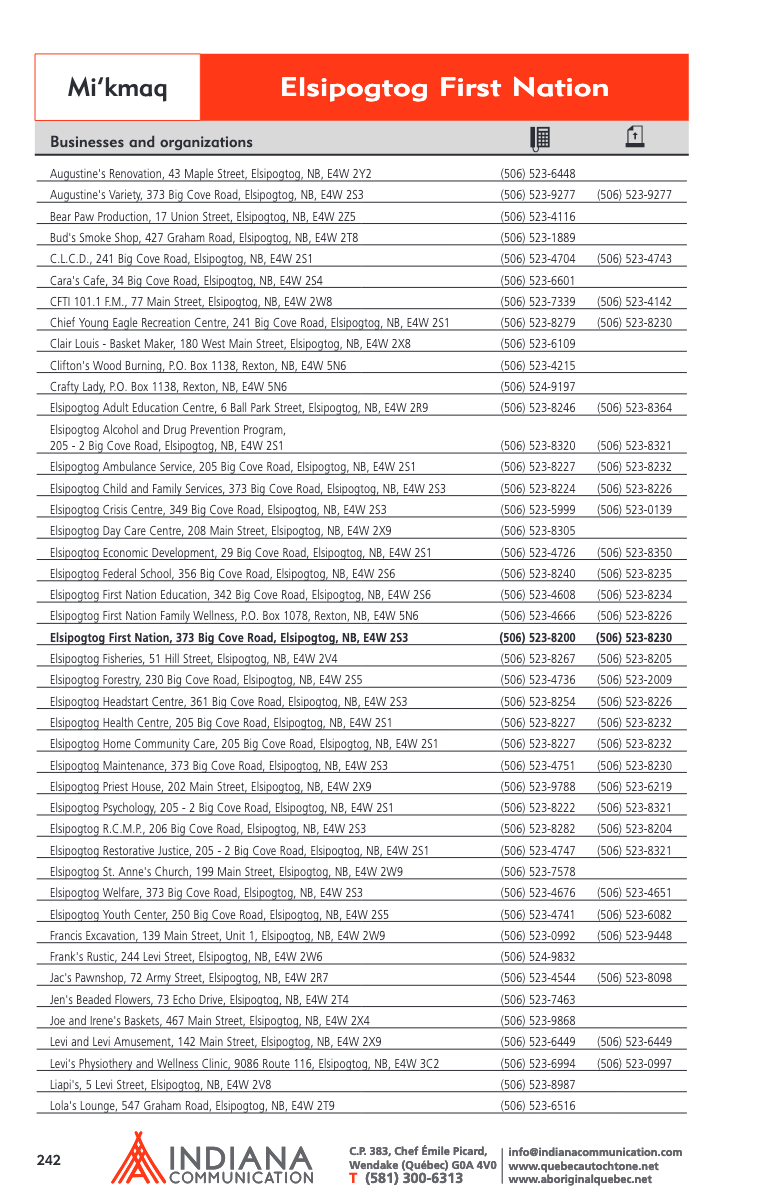 Mi'kmaq
Elsipogtog First Nation
Businesses and organizations
Augustine's Renovation, 43 Maple Street, Elsipogtog, NB, E4W 2Y2 (506) 523-6448
Augustine's Variety, 373 Big Cove Road, Elsipogtog, NB, E4W 2S3 (506) 523-9277 (506) 523-9277
Bear Paw Production, 17 Union Street, Elsipogtog, NB, E4W 2Z5 (506) 523-4116
Bud's Smoke Shop, 427 Graham Road, Elsipogtog, NB, E4W 2T8 (506) 523-1889
C.L.C.D., 241 Big Cove Road, Elsipogtog, NB, E4W 2S1 (506) 523-4704 (506) 523-4743
Cara's Cafe, 34 Big Cove Road, Elsipogtog, NB, E4W 2S4 (506) 523-6601
CFTI 101.1 F.M., 77 Main Street, Elsipogtog, NB, E4W 2W8 (506) 523-7339 (506) 523-4142
Chief Young Eagle Recreation Centre, 241 Big Cove Road, Elsipogtog, NB, E4W 2S1 (506) 523-8279 (506) 523-8230
Clair Louis - Basket Maker, 180 West Main Street, Elsipogtog, NB, E4W 2X8 (506) 523-6109
Clifton's Wood Burning, P.O. Box 1138, Rexton, NB, E4W 5N6 (506) 523-4215
Crafty Lady, P.O. Box 1138, Rexton, NB, E4W 5N6 (506) 524-9197
Elsipogtog Adult Education Centre, 6 Ball Park Street, Elsipogtog, NB, E4W 2R9 (506) 523-8246 (506) 523-8364
Elsipogtog Alcohol and Drug Prevention Program,
205 - 2 Big Cove Road, Elsipogtog, NB, E4W 2S1 (506) 523-8320 (506) 523-8321
Elsipogtog Ambulance Service, 205 Big Cove Road, Elsipogtog, NB, E4W 2S1 (506) 523-8227 (506) 523-8232
Elsipogtog Child and Family Services, 373 Big Cove Road, Elsipogtog, NB, E4W 2S3 (506) 523-8224 (506) 523-8226
Elsipogtog Crisis Centre, 349 Big Cove Road, Elsipogtog, NB, E4W 2S3 (506) 523-5999 (506) 523-0139
Elsipogtog Day Care Centre, 208 Main Street, Elsipogtog, NB, E4W 2X9 (506) 523-8305
Elsipogtog Economic Development, 29 Big Cove Road, Elsipogtog, NB, E4W 2S1 (506) 523-4726 (506) 523-8350
Elsipogtog Federal School, 356 Big Cove Road, Elsipogtog, NB, E4W 2S6 (506) 523-8240 (506) 523-8235
Elsipogtog First Nation Education, 342 Big Cove Road, Elsipogtog, NB, E4W 2S6 (506) 523-4608 (506) 523-8234
Elsipogtog First Nation Family Wellness, P.O. Box 1078, Rexton, NB, E4W 5N6 (506) 523-4666 (506) 523-8226
Elsipogtog First Nation, 373 Big Cove Road, Elsipogtog, NB, E4W 2S3 (506) 523-8200 (506) 523-8230
Elsipogtog Fisheries, 51 Hill Street, Elsipogtog, NB, E4W 2V4 (506) 523-8267 (506) 523-8205
Elsipogtog Forestry, 230 Big Cove Road, Elsipogtog, NB, E4W 2S5 (506) 523-4736 (506) 523-2009
Elsipogtog Headstart Centre, 361 Big Cove Road, Elsipogtog, NB, E4W 2S3 (506) 523-8254 (506) 523-8226
Elsipogtog Health Centre, 205 Big Cove Road, Elsipogtog, NB, E4W 2S1 (506) 523-8227 (506) 523-8232
Elsipogtog Home Community Care, 205 Big Cove Road, Elsipogtog, NB, E4W 2S1 (506) 523-8227 (506) 523-8232
Elsipogtog Maintenance, 373 Big Cove Road, Elsipogtog, NB, E4W 2S3 (506) 523-4751 (506) 523-8230
Elsipogtog Priest House, 202 Main Street, Elsipogtog, NB, E4W 2X9 (506) 523-9788 (506) 523-6219
Elsipogtog Psychology, 205 - 2 Big Cove Road, Elsipogtog, NB, E4W 2S1 (506) 523-8222 (506) 523-8321
Elsipogtog R.C.M.P., 206 Big Cove Road, Elsipogtog, NB, E4W 2S3 (506) 523-8282 (506) 523-8204
Elsipogtog Restorative Justice, 205 - 2 Big Cove Road, Elsipogtog, NB, E4W 2S1 (506) 523-4747 (506) 523-8321
Elsipogtog St. Anne's Church, 199 Main Street, Elsipogtog, NB, E4W 2W9 (506) 523-7578
Elsipogtog Welfare, 373 Big Cove Road, Elsipogtog, NB, E4W 2S3 (506) 523-4676 (506) 523-4651
Elsipogtog Youth Center, 250 Big Cove Road, Elsipogtog, NB, E4W 2S5 (506) 523-4741 (506) 523-6082
Francis Excavation, 139 Main Street, Unit 1, Elsipogtog, NB, E4W 2W9 (506) 523-0992 (506) 523-9448
Frank's Rustic, 244 Levi Street, Elsipogtog, NB, E4W 2W6 (506) 524-9832
Jac's Pawnshop, 72 Army Street, Elsipogtog, NB, E4W 2R7 (506) 523-4544 (506) 523-8098
Jen's Beaded Flowers, 73 Echo Drive, Elsipogtog, NB, E4W 2T4 (506) 523-7463
Joe and Irene's Baskets, 467 Main Street, Elsipogtog, NB, E4W 2X4 (506) 523-9868
Levi and Levi Amusement, 142 Main Street, Elsipogtog, NB, E4W 2X9 (506) 523-6449 (506) 523-6449
Levi's Physiothery and Wellness Clinic, 9086 Route 116, Elsipogtog, NB, E4W 3C2 (506) 523-6994 (506) 523-0997
Liapi's, 5 Levi Street, Elsipogtog, NB, E4W 2V8 (506) 523-8987
Lola's Lounge, 547 Graham Road, Elsipogtog, NB, E4W 2T9 (506) 523-6516
242
INDIANA
COMMUNICATION
C.P. 383, Chef Émile Picard,
Wendake (Québec) G0A 4V0
T (581) 300-6313
info@indianacommunication.com
www.quebecautochtone.net
www.aboriginalquebec.net